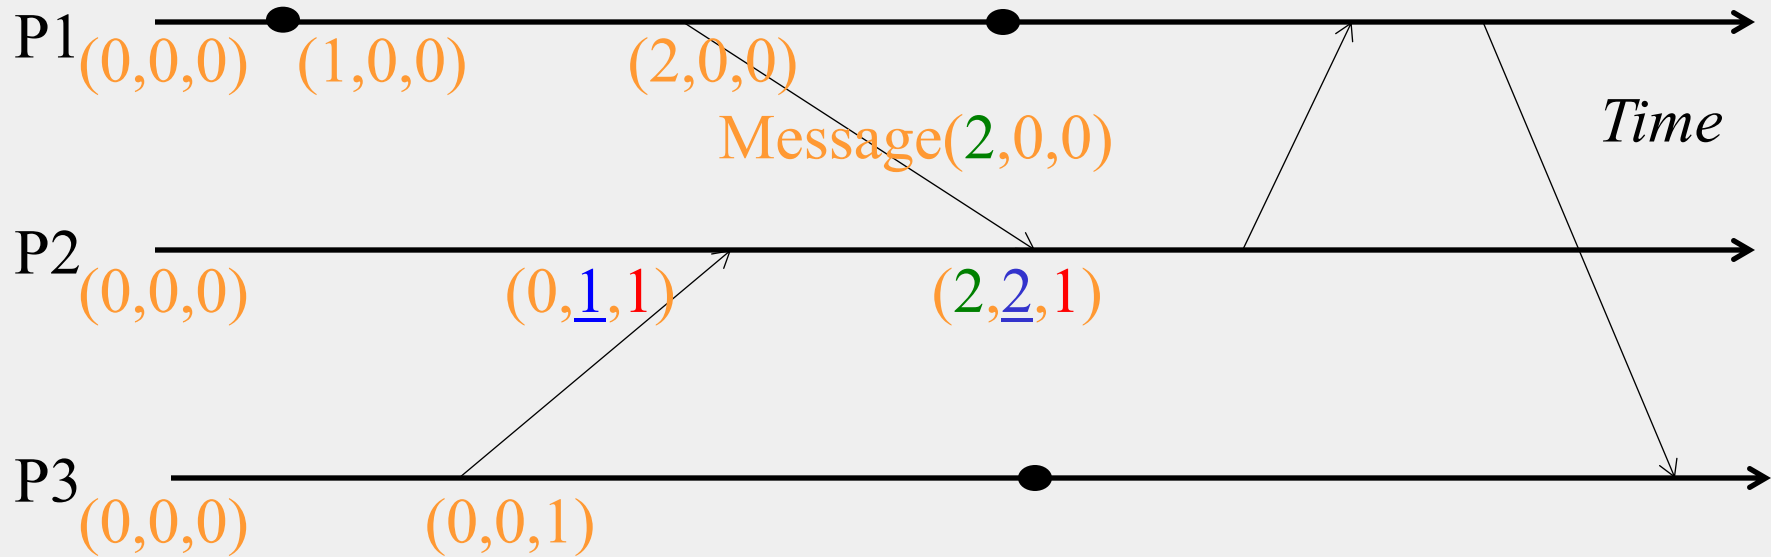 P1
(0,0,0) (1,0,0) (2,0,0)
Message(2,0,0)
Time
P2
(0,0,0) (0,1,1) (2,2,1)
P3
(0,0,0) (0,0,1)